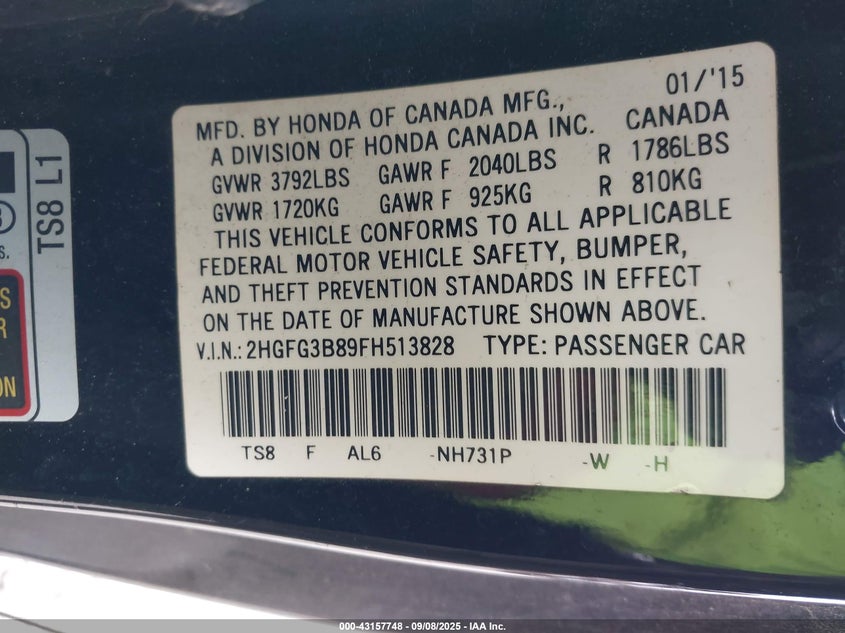 01/'15
MFD. BY HONDA OF CANADA MFG.,
A DIVISION OF HONDA CANADA INC. CANADA
GVWR 3792LBS GAWR F 2040LBS R 1786LBS
GVWR 1720KG GAWR F 925KG R 810KG
THIS VEHICLE CONFORMS TO ALL APPLICABLE
FEDERAL MOTOR VEHICLE SAFETY, BUMPER,
AND THEFT PREVENTION STANDARDS IN EFFECT
ON THE DATE OF MANUFACTURE SHOWN ABOVE.
V.I.N.: 2HGFG3B89FH513828 TYPE: PASSENGER CAR
TS8 F AL6 -NH731P -W -H
TS8 L1
000-43157748 - 09/08/2025 - IAA Inc.